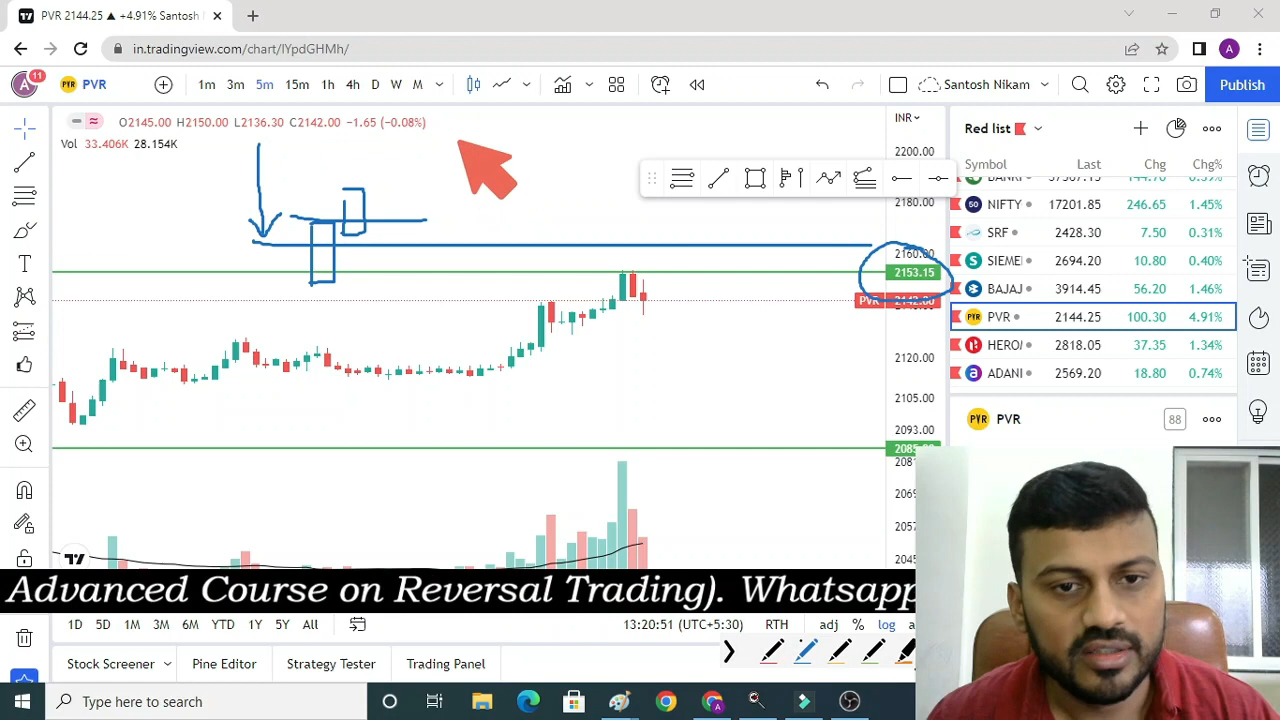 PVR 2144.25 ▲ +4.91% Santosh
in.tradingview.com/chart/IYpdGHMh/
A 11 PVR 1m 3m 5m 15m 1h 4h D W M Santosh Nikam Publish
O2145.00 H2150.00 L2136.30 C2142.00 −1.65 (−0.08%)
Vol 33.406K 28.154K
INR
2200.00
2180.00
2160.00
2153.15
PVR 2142.00
2120.00
2105.00
2093.00
Red list
Symbol Last Chg Chg%
NIFTY 17201.85 246.65 1.45%
SRF 2428.30 7.50 0.31%
SIEME 2694.20 10.80 0.40%
BAJAJ 3914.45 56.20 1.46%
PVR 2144.25 100.30 4.91%
HERO 2818.05 37.35 1.34%
ADANI 2569.20 18.80 0.74%
PVR 88
Advanced Course on Reversal Trading). Whatsapp
1D 5D 1M 3M 6M YTD 1Y 5Y All 13:20:51 (UTC+5:30) RTH adj % log
Stock Screener Pine Editor Strategy Tester Trading Panel
Type here to search